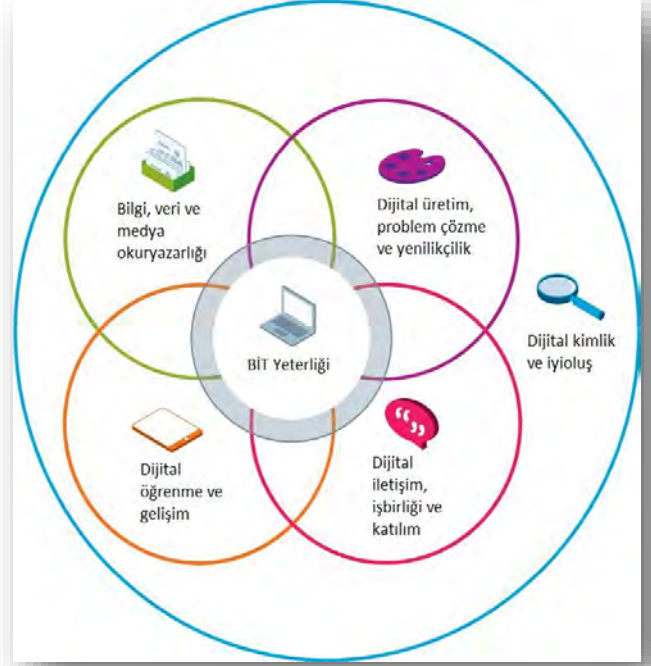 Bilgi, veri ve
medya
okuryazarlığı
Dijital üretim,
problem çözme
ve yenilikçilik
Dijital kimlik
ve iyioluş
BİT Yeterliği
Dijital
öğrenme ve
gelişim
Dijital
iletişim,
işbirliği ve
katılım